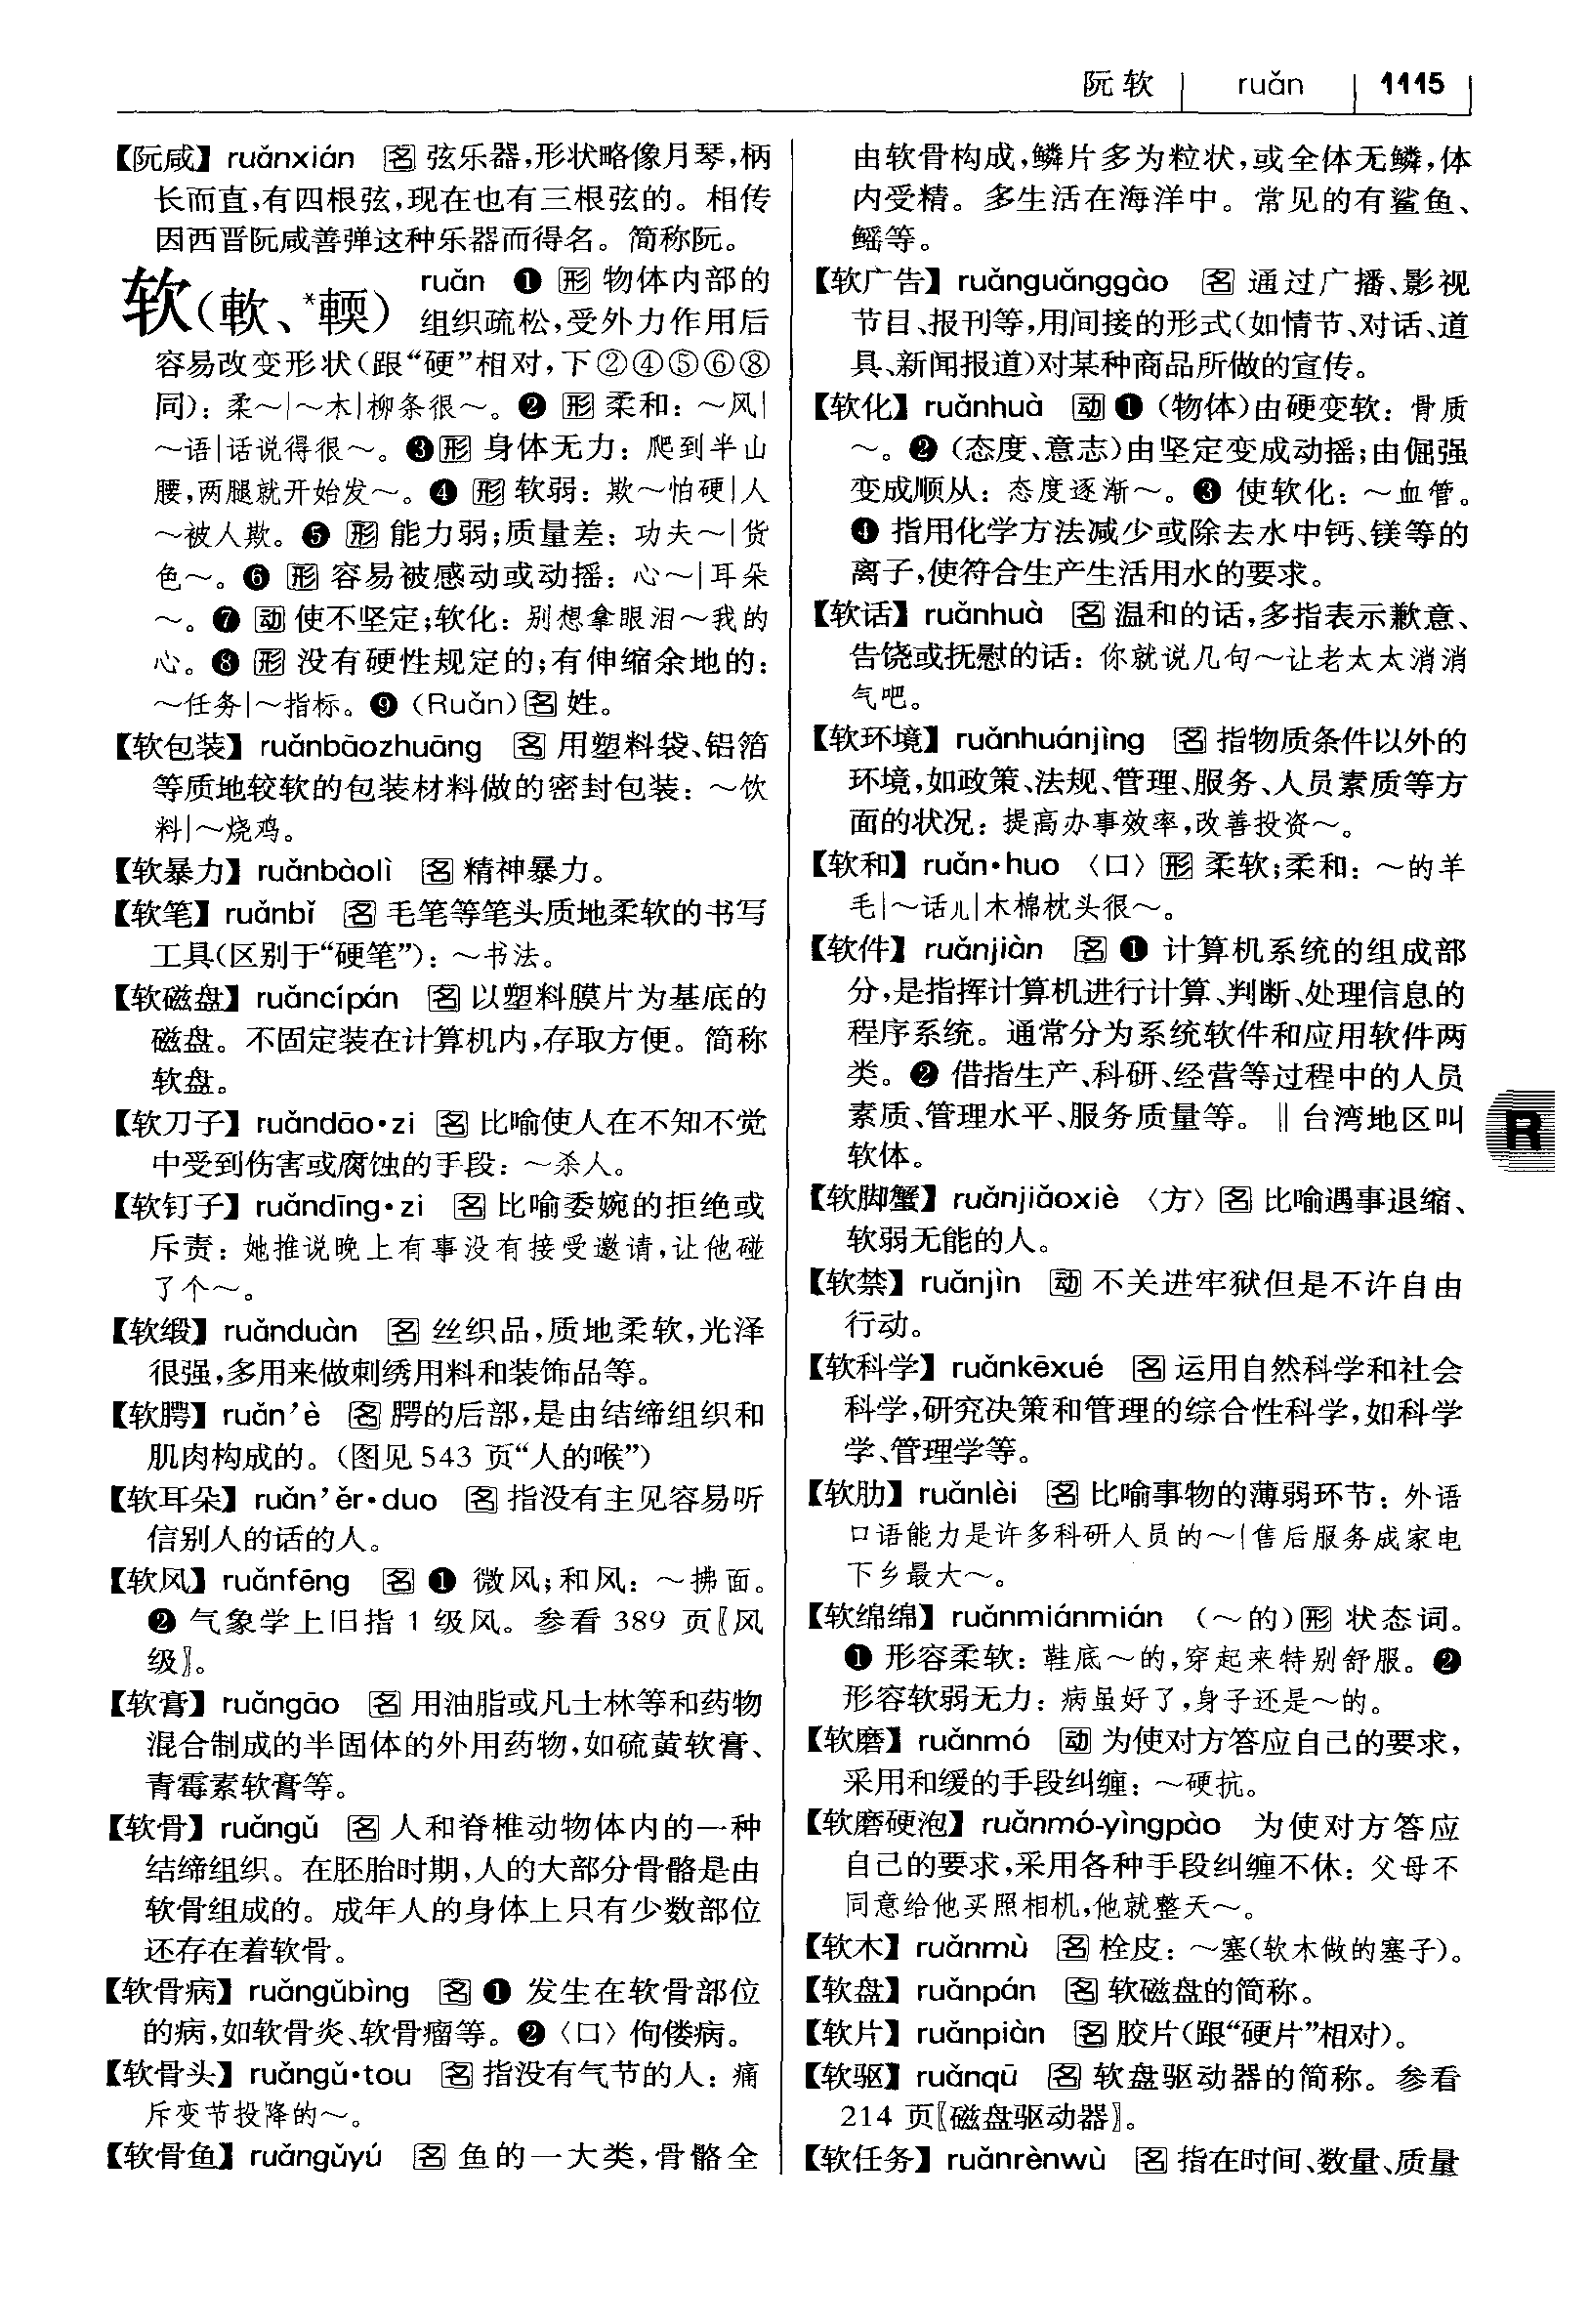 阮软 ruǎn 1115
【阮咸】 ruǎnxián 名 弦乐器,形状略像月琴,柄
长而直,有四根弦,现在也有三根弦的。相传
因西晋阮咸善弹这种乐器而得名。简称阮。
软(軟、*輭) ruǎn ❶ 形 物体内部的
组织疏松,受外力作用后
容易改变形状(跟“硬”相对,下②④⑤⑥⑧
同):柔～|～木|柳条很～。❷ 形 柔和:～风|
～语|话说得很～。❸ 形 身体无力:爬到半山
腰,两腿就开始发～。❹ 形 软弱:欺～怕硬|人
～被人欺。❺ 形 能力弱;质量差:功夫～|货
色～。❻ 形 容易被感动或动摇:心～|耳朵
～。❼ 动 使不坚定;软化:别想拿眼泪～我的
心。❽ 形 没有硬性规定的;有伸缩余地的:
～任务|～指标。❾ (Ruǎn) 名 姓。
【软包装】 ruǎnbāozhuāng 名 用塑料袋、铝箔
等质地较软的包装材料做的密封包装:～饮
料|～烧鸡。
【软暴力】 ruǎnbàolì 名 精神暴力。
【软笔】 ruǎnbǐ 名 毛笔等笔头质地柔软的书写
工具(区别于“硬笔”):～书法。
【软磁盘】 ruǎncípán 名 以塑料膜片为基底的
磁盘。不固定装在计算机内,存取方便。简称
软盘。
【软刀子】 ruǎndāo·zi 名 比喻使人在不知不觉
中受到伤害或腐蚀的手段:～杀人。
【软钉子】 ruǎndīng·zi 名 比喻委婉的拒绝或
斥责:她推说晚上有事没有接受邀请,让他碰
了个～。
【软缎】 ruǎnduàn 名 丝织品,质地柔软,光泽
很强,多用来做刺绣用料和装饰品等。
【软腭】 ruǎn’è 名 腭的后部,是由结缔组织和
肌肉构成的。(图见 543 页“人的喉”)
【软耳朵】 ruǎn’ěr·duo 名 指没有主见容易听
信别人的话的人。
【软风】 ruǎnfēng 名 ❶ 微风;和风:～拂面。
❷ 气象学上旧指 1 级风。参看 389 页〖风
级〗。
【软膏】 ruǎngāo 名 用油脂或凡士林等和药物
混合制成的半固体的外用药物,如硫黄软膏、
青霉素软膏等。
【软骨】 ruǎngǔ 名 人和脊椎动物体内的一种
结缔组织。在胚胎时期,人的大部分骨骼是由
软骨组成的。成年人的身体上只有少数部位
还存在着软骨。
【软骨病】 ruǎngǔbìng 名 ❶ 发生在软骨部位
的病,如软骨炎、软骨瘤等。❷〈口〉佝偻病。
【软骨头】 ruǎngǔ·tou 名 指没有气节的人:痛
斥变节投降的～。
【软骨鱼】 ruǎngǔyú 名 鱼的一大类,骨骼全
由软骨构成,鳞片多为粒状,或全体无鳞,体
内受精。多生活在海洋中。常见的有鲨鱼、
鳐等。
【软广告】 ruǎnguǎnggào 名 通过广播、影视
节目、报刊等,用间接的形式(如情节、对话、道
具、新闻报道)对某种商品所做的宣传。
【软化】 ruǎnhuà 动 ❶ (物体)由硬变软:骨质
～。❷ (态度、意志)由坚定变成动摇;由倔强
变成顺从:态度逐渐～。❸ 使软化:～血管。
❹ 指用化学方法减少或除去水中钙、镁等的
离子,使符合生产生活用水的要求。
【软话】 ruǎnhuà 名 温和的话,多指表示歉意、
告饶或抚慰的话:你就说几句～让老太太消消
气吧。
【软环境】 ruǎnhuánjìng 名 指物质条件以外的
环境,如政策、法规、管理、服务、人员素质等方
面的状况:提高办事效率,改善投资～。
【软和】 ruǎn·huo 〈口〉 形 柔软;柔和:～的羊
毛|～话儿|木棉枕头很～。
【软件】 ruǎnjiàn 名 ❶ 计算机系统的组成部
分,是指挥计算机进行计算、判断、处理信息的
程序系统。通常分为系统软件和应用软件两
类。❷ 借指生产、科研、经营等过程中的人员
素质、管理水平、服务质量等。‖台湾地区叫
软体。
【软脚蟹】 ruǎnjiǎoxiè 〈方〉 名 比喻遇事退缩、
软弱无能的人。
【软禁】 ruǎnjìn 动 不关进牢狱但是不许自由
行动。
【软科学】 ruǎnkēxué 名 运用自然科学和社会
科学,研究决策和管理的综合性科学,如科学
学、管理学等。
【软肋】 ruǎnlèi 名 比喻事物的薄弱环节:外语
口语能力是许多科研人员的～|售后服务成家电
下乡最大～。
【软绵绵】 ruǎnmiánmián (～的) 形 状态词。
❶ 形容柔软:鞋底～的,穿起来特别舒服。❷
形容软弱无力:病虽好了,身子还是～的。
【软磨】 ruǎnmó 动 为使对方答应自己的要求,
采用和缓的手段纠缠:～硬抗。
【软磨硬泡】 ruǎnmó-yìngpào 为使对方答应
自己的要求,采用各种手段纠缠不休:父母不
同意给他买照相机,他就整天～。
【软木】 ruǎnmù 名 栓皮:～塞(软木做的塞子)。
【软盘】 ruǎnpán 名 软磁盘的简称。
【软片】 ruǎnpiàn 名 胶片(跟“硬片”相对)。
【软驱】 ruǎnqū 名 软盘驱动器的简称。参看
214 页〖磁盘驱动器〗。
【软任务】 ruǎnrènwù 名 指在时间、数量、质量
R